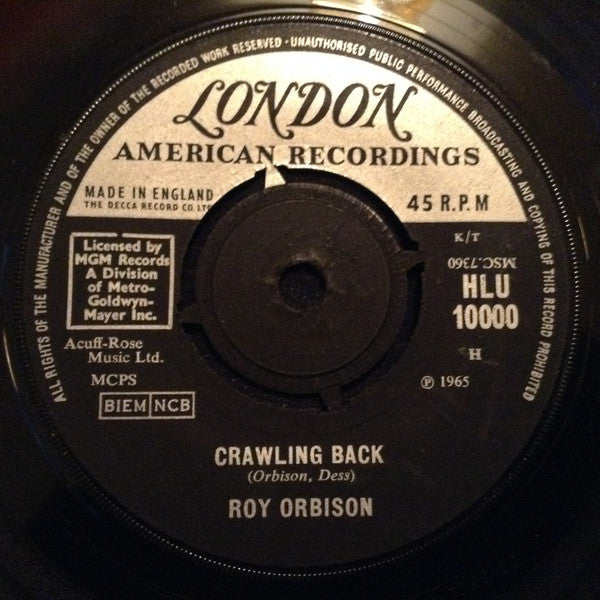 ALL RIGHTS OF THE MANUFACTURER AND OF THE OWNER OF THE RECORDED WORK RESERVED · UNAUTHORISED PUBLIC PERFORMANCE BROADCASTING AND COPYING OF THIS RECORD PROHIBITED
LONDON
AMERICAN RECORDINGS
MADE IN ENGLAND
THE DECCA RECORD CO. LTD
45 R.P.M
K/T
MSC.7360
HLU
10000
H
℗ 1965
Licensed by
MGM Records
A Division
of Metro-
Goldwyn-
Mayer Inc.
Acuff-Rose
Music Ltd.
MCPS
BIEM NCB
CRAWLING BACK
(Orbison, Dess)
ROY ORBISON